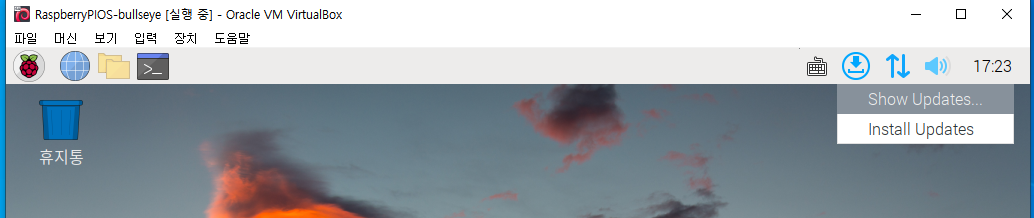 RaspberryPIOS-bullseye [실행 중] - Oracle VM VirtualBox
파일 머신 보기 입력 장치 도움말
>_ 17:23
Show Updates...
Install Updates
휴지통